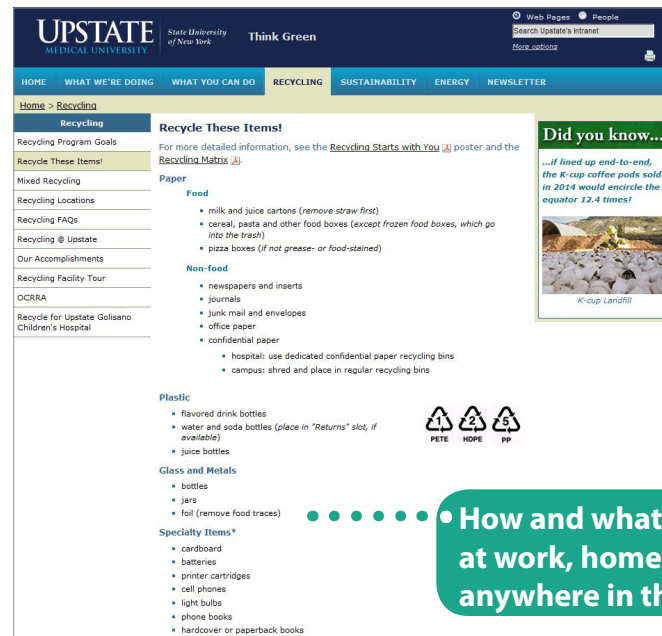 UPSTATE
MEDICAL UNIVERSITY
State University
of New York
Think Green
Web Pages People
Search Upstate's Intranet
More options
HOME WHAT WE'RE DOING WHAT YOU CAN DO RECYCLING SUSTAINABILITY ENERGY NEWSLETTER
Home > Recycling
Recycling
Recycling Program Goals
Recycle These Items!
Mixed Recycling
Recycling Locations
Recycling FAQs
Recycling @ Upstate
Our Accomplishments
Recycling Facility Tour
OCRRA
Recycle for Upstate Golisano
Children's Hospital
Recycle These Items!
For more detailed information, see the Recycling Starts with You poster and the
Recycling Matrix.
Paper
Food
milk and juice cartons (remove straw first)
cereal, pasta and other food boxes (except frozen food boxes, which go
into the trash)
pizza boxes (if not grease- or food-stained)
Non-food
newspapers and inserts
journals
junk mail and envelopes
office paper
confidential paper
hospital: use dedicated confidential paper recycling bins
campus: shred and place in regular recycling bins
Plastic
flavored drink bottles
water and soda bottles (place in "Returns" slot, if
available)
juice bottles
1 2 5
PETE HDPE PP
Glass and Metals
bottles
jars
foil (remove food traces)
Specialty Items*
cardboard
batteries
printer cartridges
cell phones
light bulbs
phone books
hardcover or paperback books
Did you know...
...if lined up end-to-end,
the K-cup coffee pods sold
in 2014 would encircle the
equator 12.4 times!
K-cup Landfill
How and what
at work, home
anywhere in th